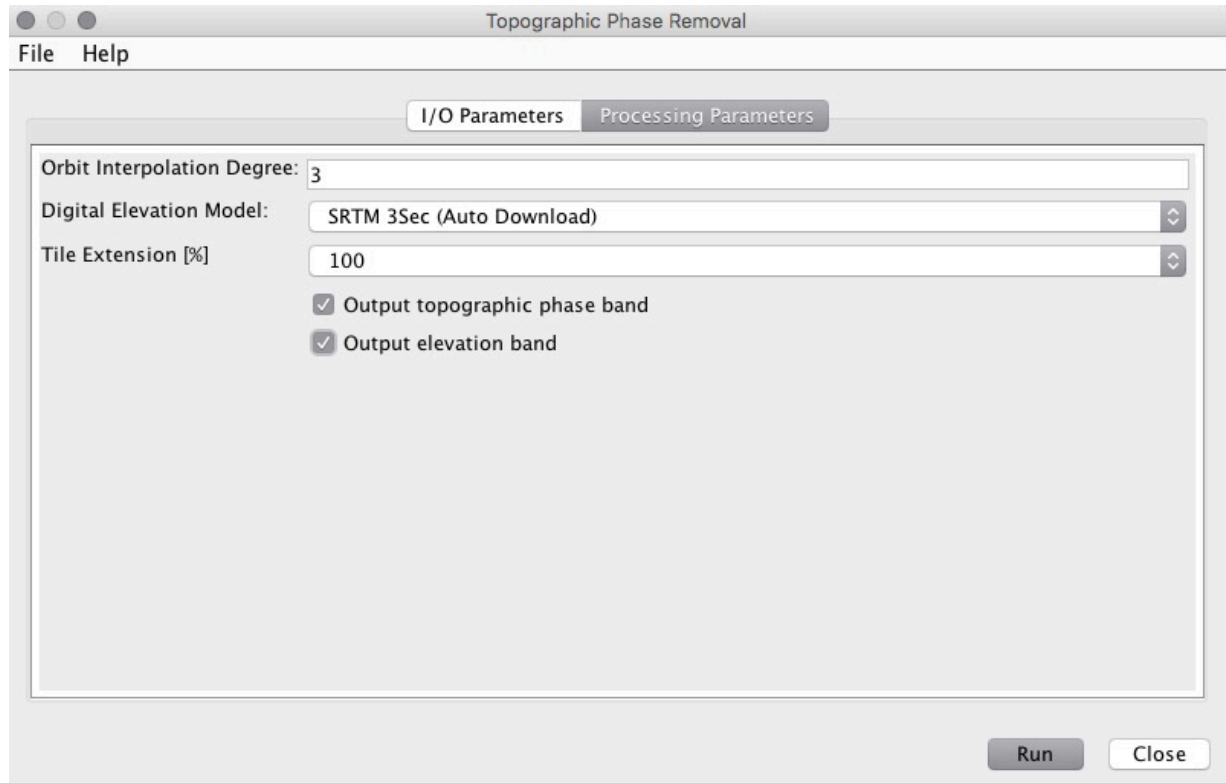 Topographic Phase Removal
File Help
I/O Parameters Processing Parameters
Orbit Interpolation Degree: 3
Digital Elevation Model: SRTM 3Sec (Auto Download)
Tile Extension [%] 100
Output topographic phase band
Output elevation band
Run Close